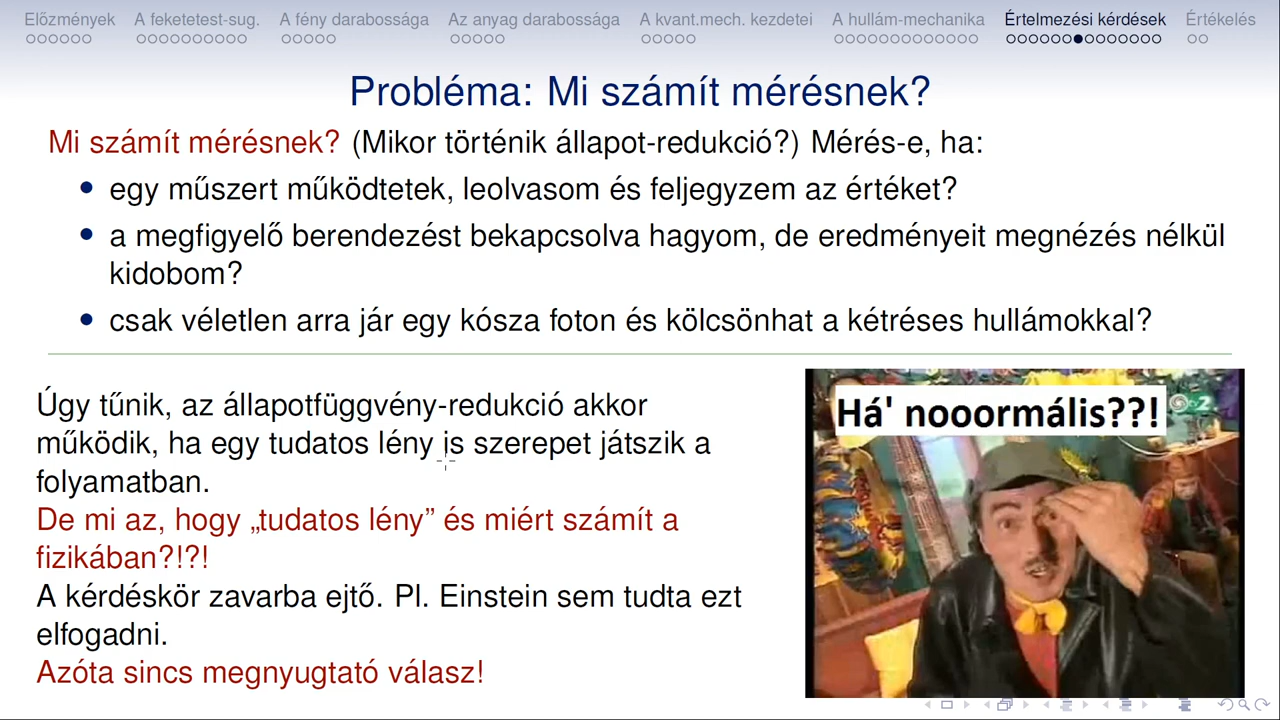 Előzmények A feketetest-sug. A fény darabossága Az anyag darabossága A kvant.mech. kezdetei A hullám-mechanika Értelmezési kérdések Értékelés
Probléma: Mi számít mérésnek?
Mi számít mérésnek? (Mikor történik állapot-redukció?) Mérés-e, ha:
egy műszert működtetek, leolvasom és feljegyzem az értéket?
a megfigyelő berendezést bekapcsolva hagyom, de eredményeit megnézés nélkül
kidobom?
csak véletlen arra jár egy kósza foton és kölcsönhat a kétréses hullámokkal?
Úgy tűnik, az állapotfüggvény-redukció akkor
működik, ha egy tudatos lény is szerepet játszik a
folyamatban.
De mi az, hogy „tudatos lény” és miért számít a
fizikában?!?!
A kérdéskör zavarba ejtő. Pl. Einstein sem tudta ezt
elfogadni.
Azóta sincs megnyugtató válasz!
Há' nooormális??!
2